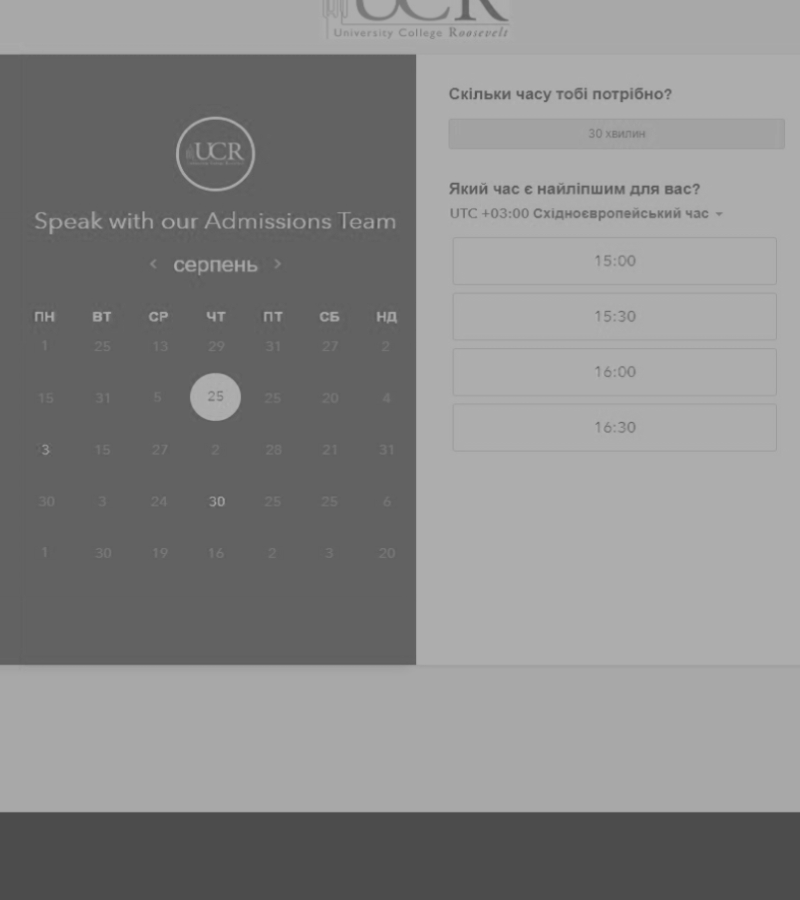 UCR
University College Roosevelt
UCR
Speak with our Admissions Team
‹ серпень ›
ПН ВТ СР ЧТ ПТ СБ НД
1 25 13 29 31 27 2
15 31 5 25 25 20 4
3 15 27 2 28 21 31
30 3 24 30 25 25 6
1 30 19 16 2 3 20
Скільки часу тобі потрібно?
30 хвилин
Який час є найліпшим для вас?
UTC +03:00 Східноєвропейський час
15:00
15:30
16:00
16:30